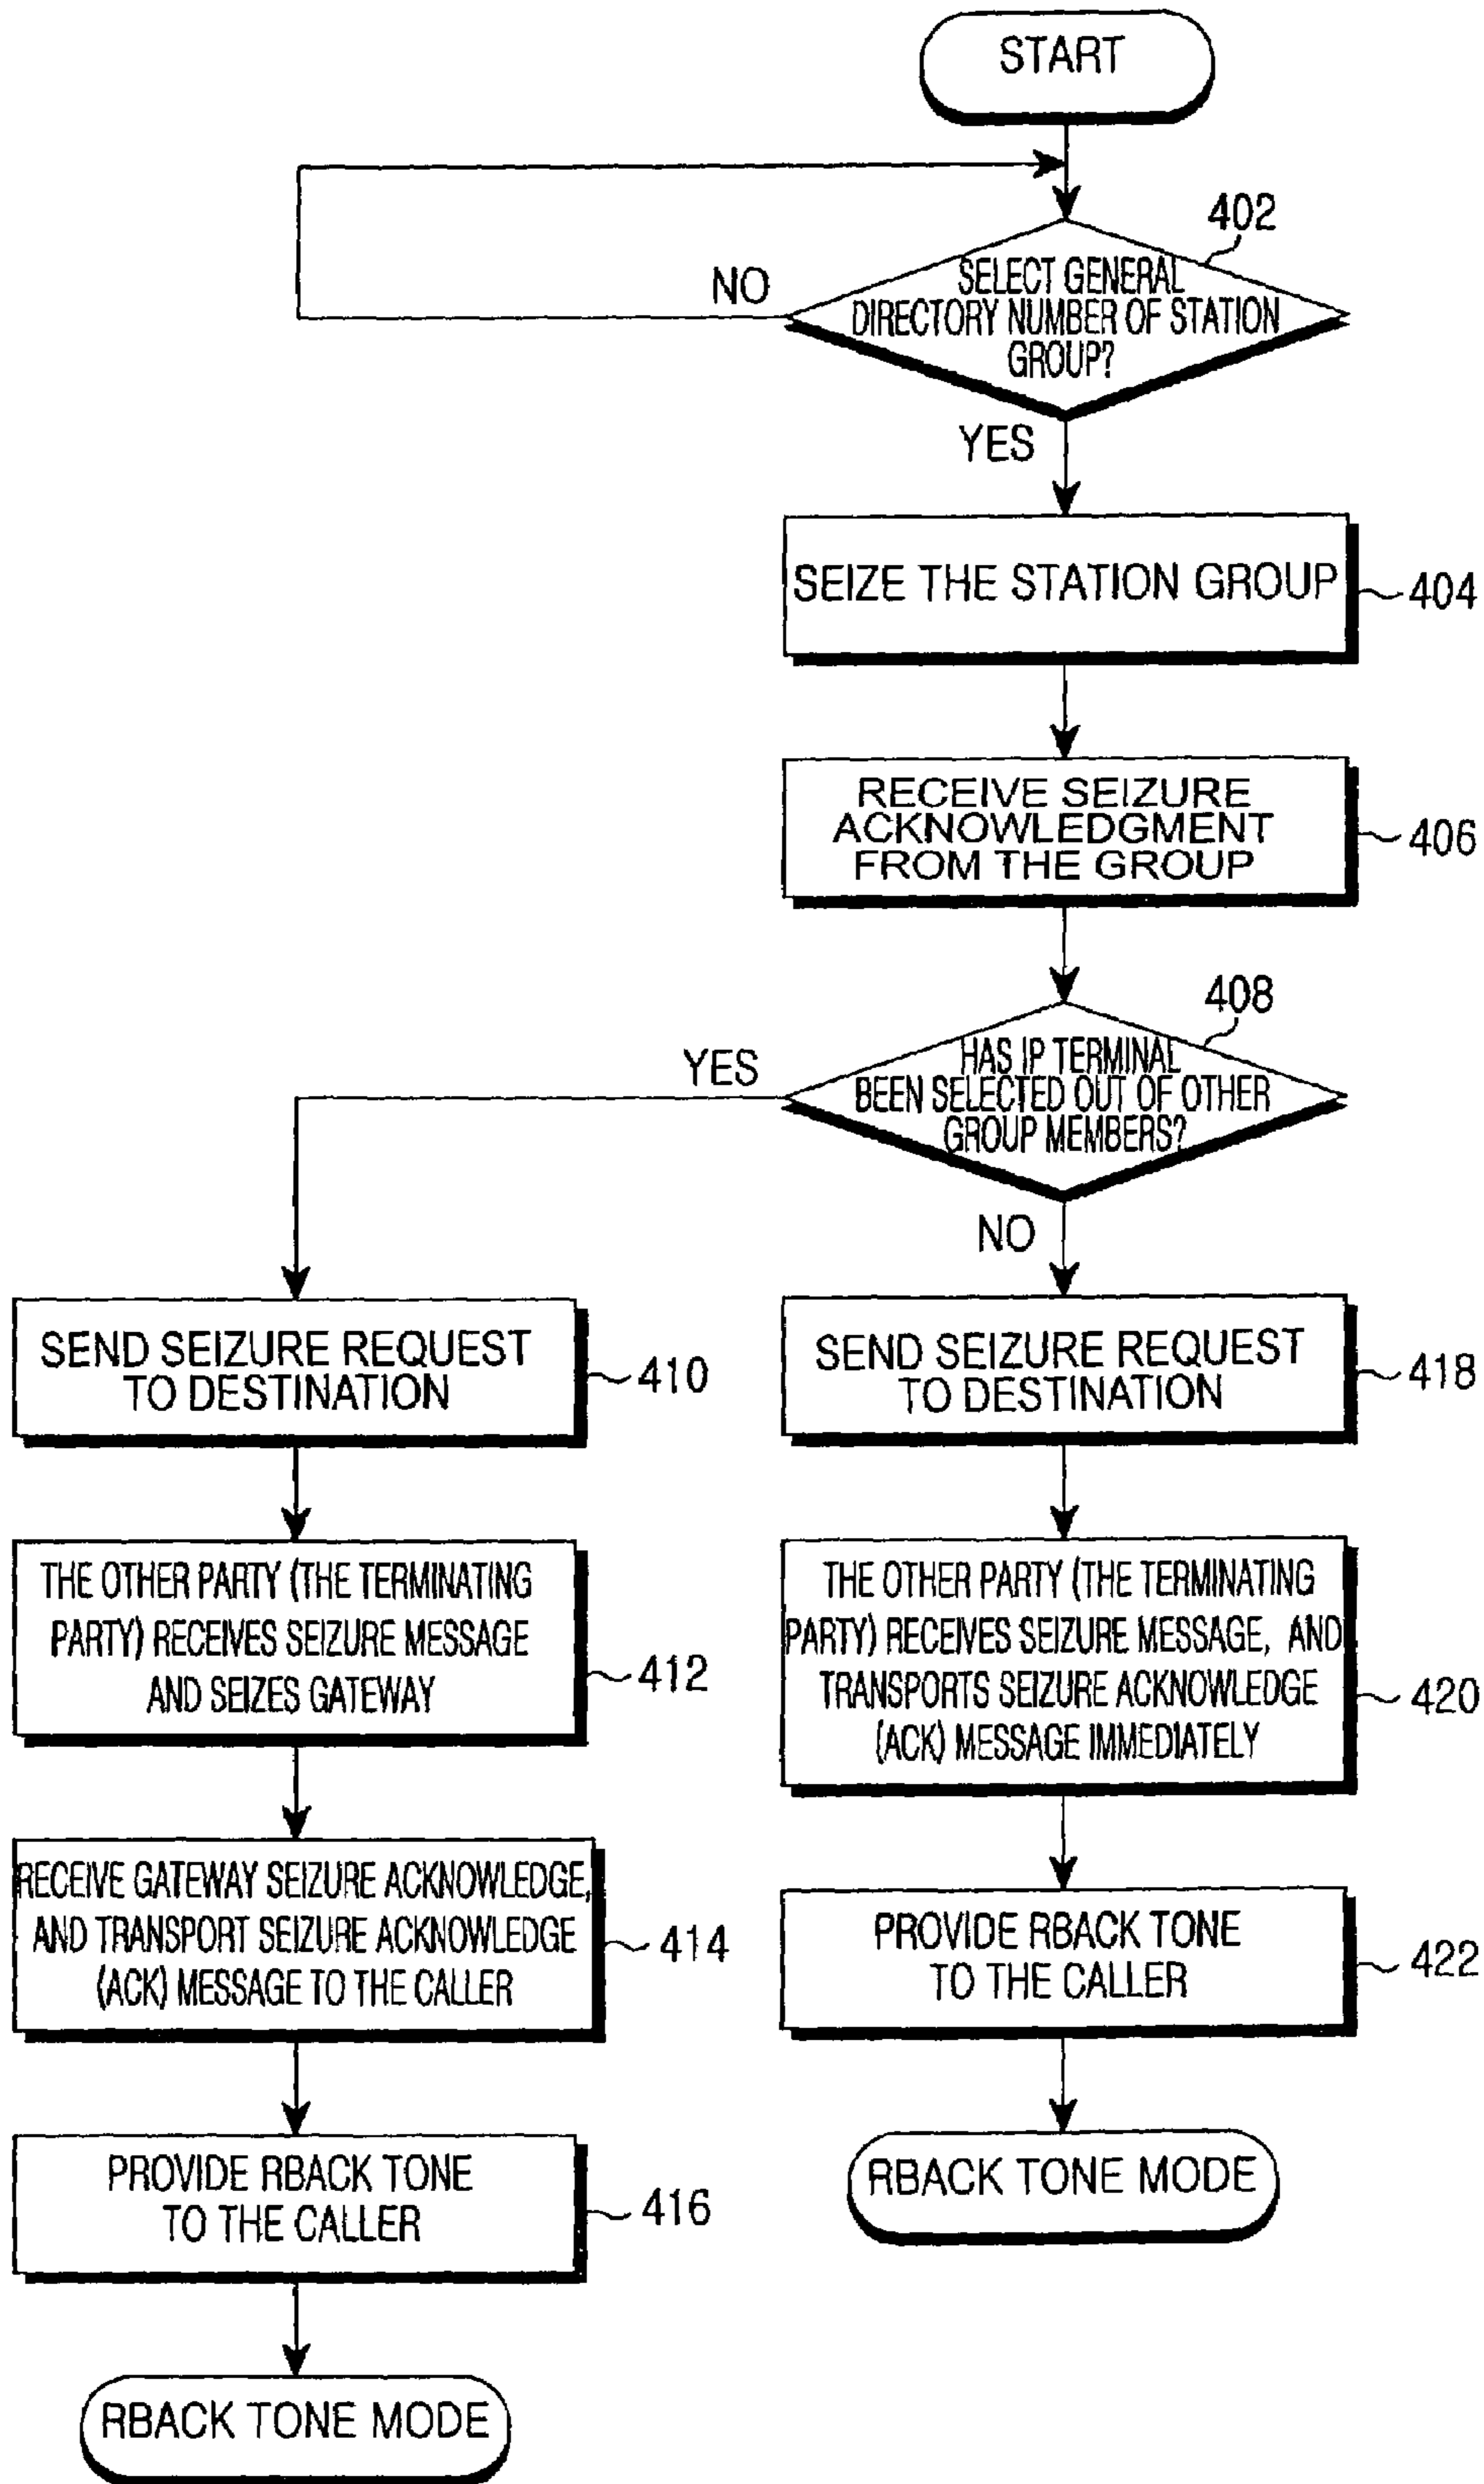 START
402
NO
SELECT GENERAL
DIRECTORY NUMBER OF STATION
GROUP?
YES
SEIZE THE STATION GROUP
404
RECEIVE SEIZURE
ACKNOWLEDGMENT
FROM THE GROUP
406
408
YES
HAS IP TERMINAL
BEEN SELECTED OUT OF OTHER
GROUP MEMBERS?
NO
SEND SEIZURE REQUEST
TO DESTINATION
410
THE OTHER PARTY (THE TERMINATING
PARTY) RECEIVES SEIZURE MESSAGE
AND SEIZES GATEWAY
412
RECEIVE GATEWAY SEIZURE ACKNOWLEDGE,
AND TRANSPORT SEIZURE ACKNOWLEDGE
(ACK) MESSAGE TO THE CALLER
414
PROVIDE RBACK TONE
TO THE CALLER
416
RBACK TONE MODE
SEND SEIZURE REQUEST
TO DESTINATION
418
THE OTHER PARTY (THE TERMINATING
PARTY) RECEIVES SEIZURE MESSAGE, AND
TRANSPORTS SEIZURE ACKNOWLEDGE
(ACK) MESSAGE IMMEDIATELY
420
PROVIDE RBACK TONE
TO THE CALLER
422
RBACK TONE MODE